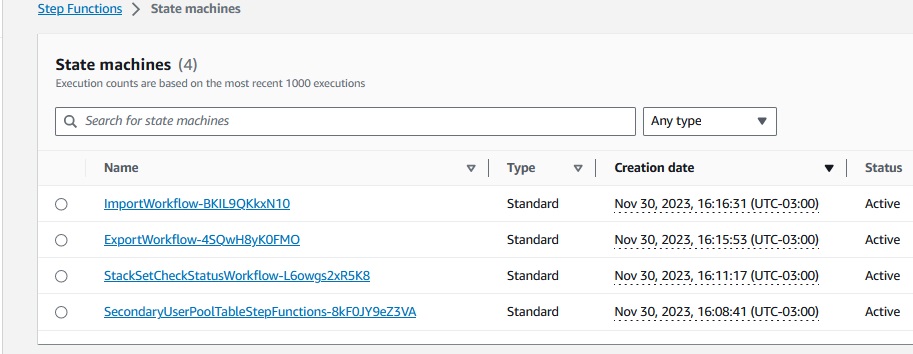 Step Functions > State machines
State machines (4)
Execution counts are based on the most recent 1000 executions
Search for state machines Any type
Name Type Creation date Status
ImportWorkflow-BKIL9QKkxN10 Standard Nov 30, 2023, 16:16:31 (UTC-03:00) Active
ExportWorkflow-4SQwH8yK0FMO Standard Nov 30, 2023, 16:15:53 (UTC-03:00) Active
StackSetCheckStatusWorkflow-L6owgs2xR5K8 Standard Nov 30, 2023, 16:11:17 (UTC-03:00) Active
SecondaryUserPoolTableStepFunctions-8kF0JY9eZ3VA Standard Nov 30, 2023, 16:08:41 (UTC-03:00) Active